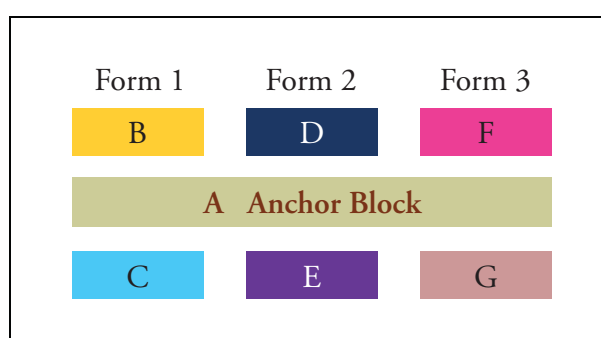 Form 1 Form 2 Form 3
B D F
A Anchor Block
C E G